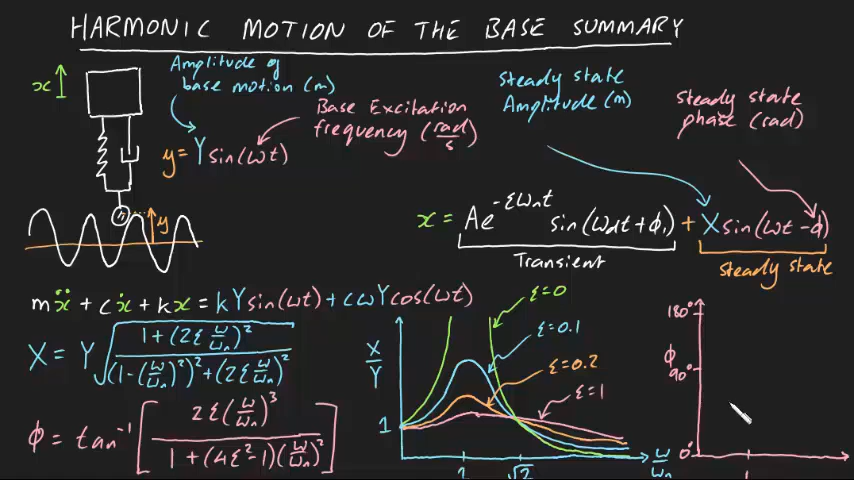 HARMONIC MOTION OF THE BASE SUMMARY
x
Amplitude of
base motion (m)
y = Y sin(ωt)
Base Excitation
frequency (rad/s)
Steady state
Amplitude (m)
Steady state
phase (rad)
y
x = Ae^{-ξωnt} sin(ωdt+ϕ₁) + X sin(ωt-ϕ)
Transient
Steady state
mẍ + cẋ + kx = kY sin(ωt) + cωY cos(ωt)
X = Y √((1+(2ξ ω/ωn)²)/((1-(ω/ωn)²)²+(2ξ ω/ωn)²))
ϕ = tan⁻¹ [2ξ(ω/ωn)³/(1+(4ξ²-1)(ω/ωn)²)]
X/Y
1
ξ=0
ξ=0.1
ξ=0.2
ξ=1
1
√2
ω/ωn
180°
ϕ
90°
0°
1